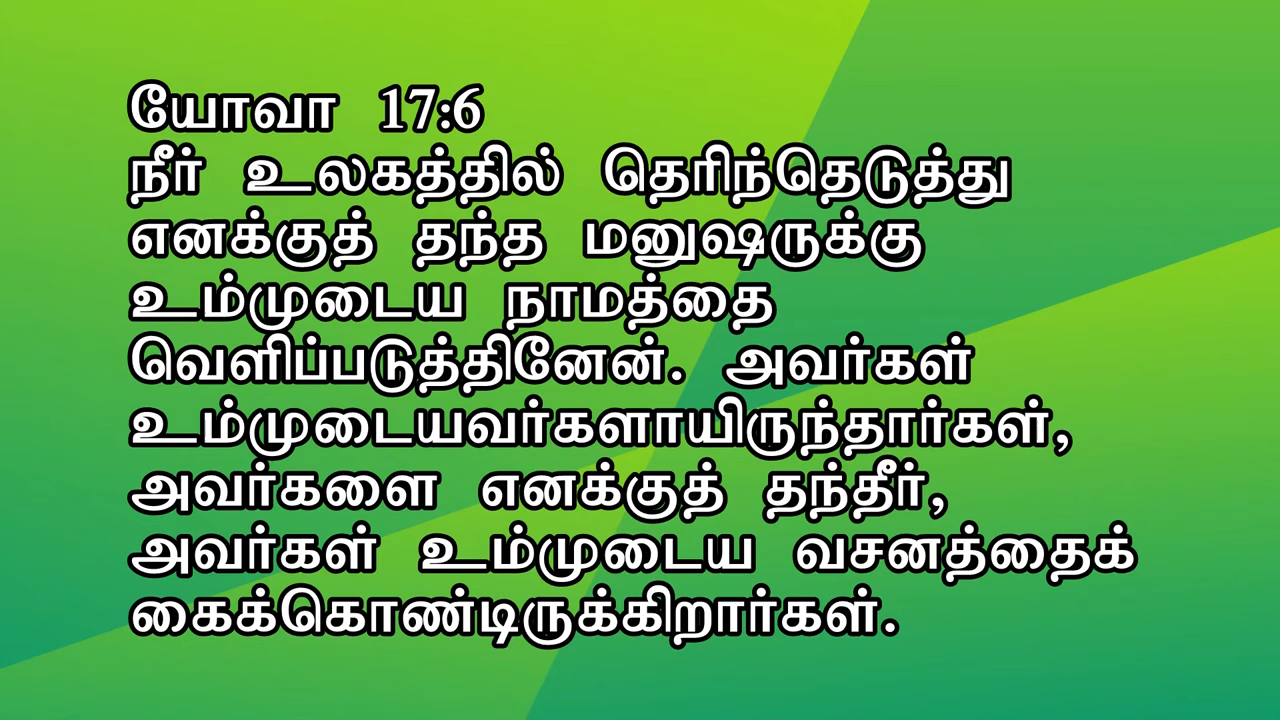 யோவா 17:6
நீர் உலகத்தில் தெரிந்தெடுத்து
எனக்குத் தந்த மனுஷருக்கு
உம்முடைய நாமத்தை
வெளிப்படுத்தினேன். அவர்கள்
உம்முடையவர்களாயிருந்தார்கள்,
அவர்களை எனக்குத் தந்தீர்,
அவர்கள் உம்முடைய வசனத்தைக்
கைக்கொண்டிருக்கிறார்கள்.